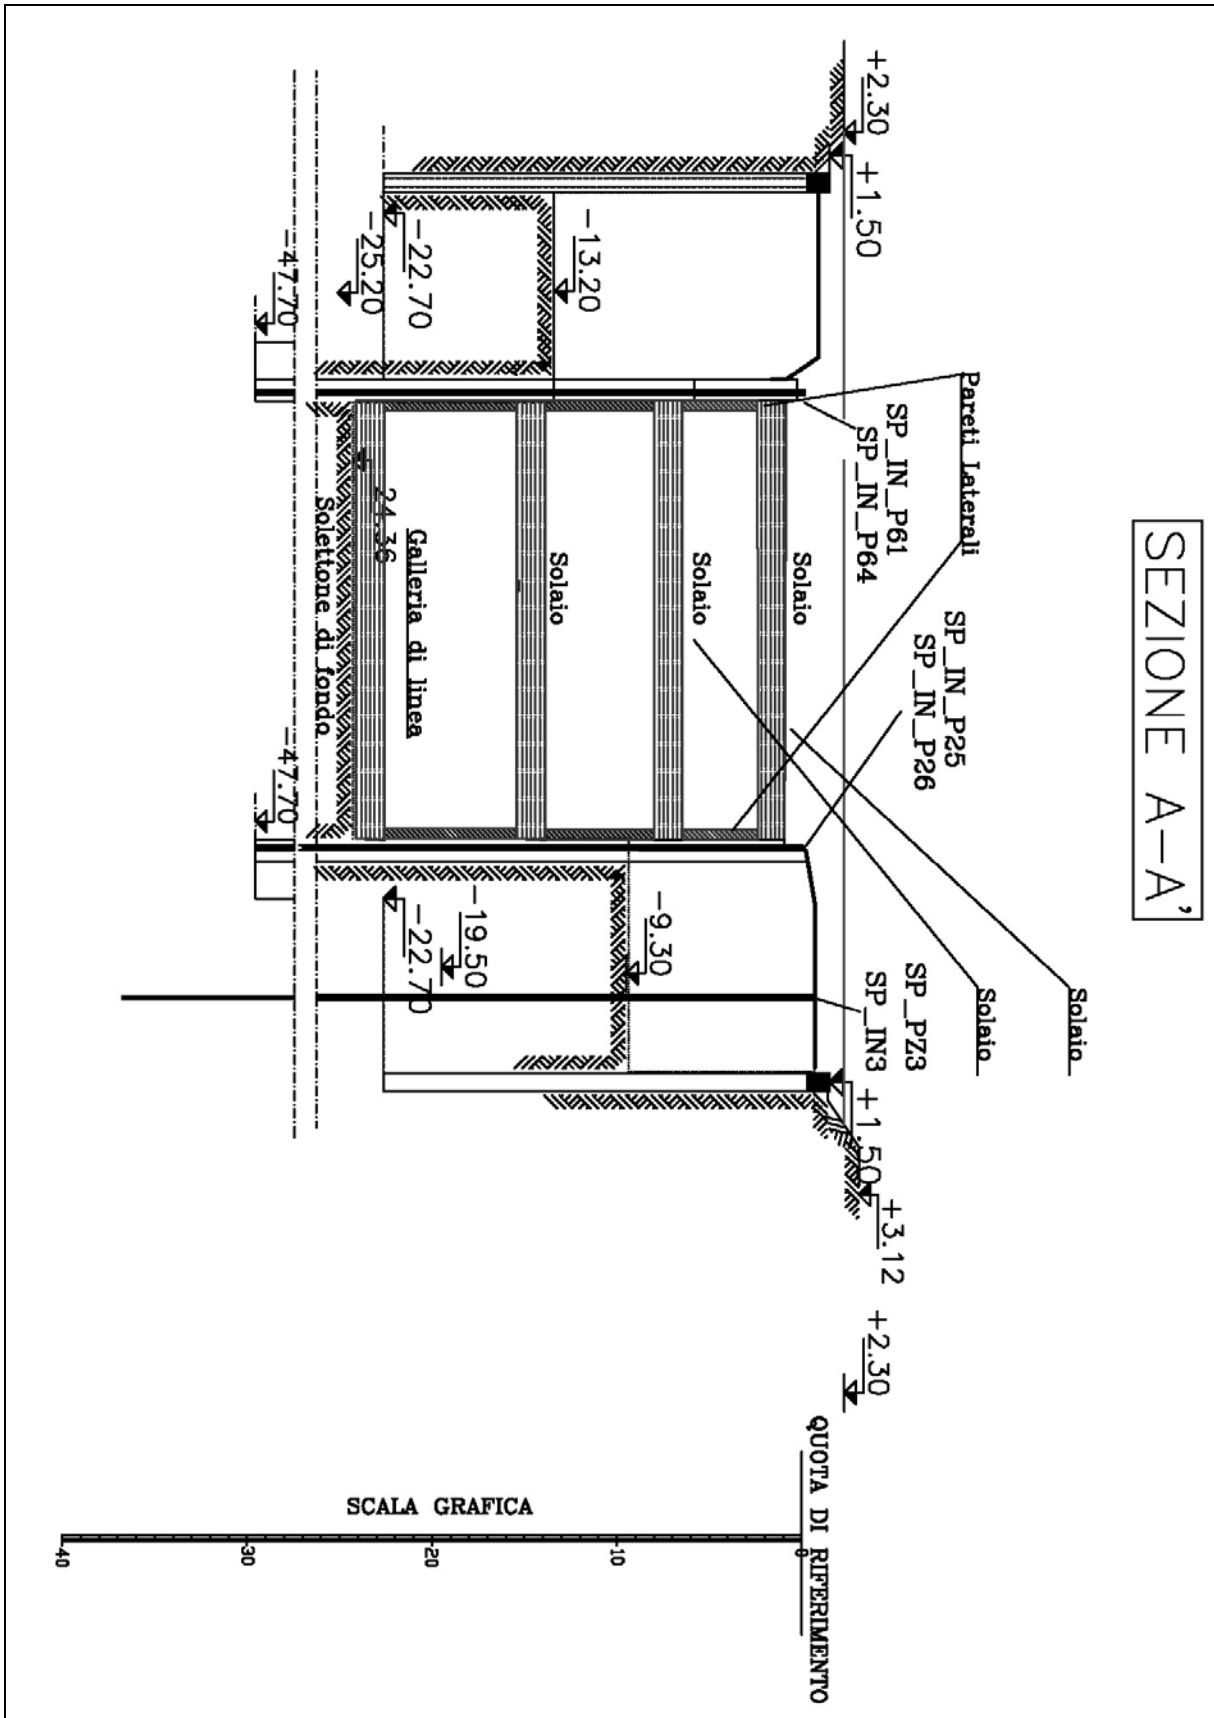 SEZIONE A-A'
Solaio
Solaio
Pareti Laterali
SP_IN_P61
SP_IN_P64
SP_IN_P25
SP_IN_P26
SP_PZ3
SP_IN3
+2.30
+1.50
+1.50
+3.12
+2.30
QUOTA DI RIFERIMENTO
Solaio
Solaio
Solaio
-13.20
-9.30
-22.70
-25.20
-47.70
Galleria di linea
24.36
Solettone di fondo
-19.50
-22.70
-47.70
SCALA GRAFICA
0
-10
-20
-30
-40